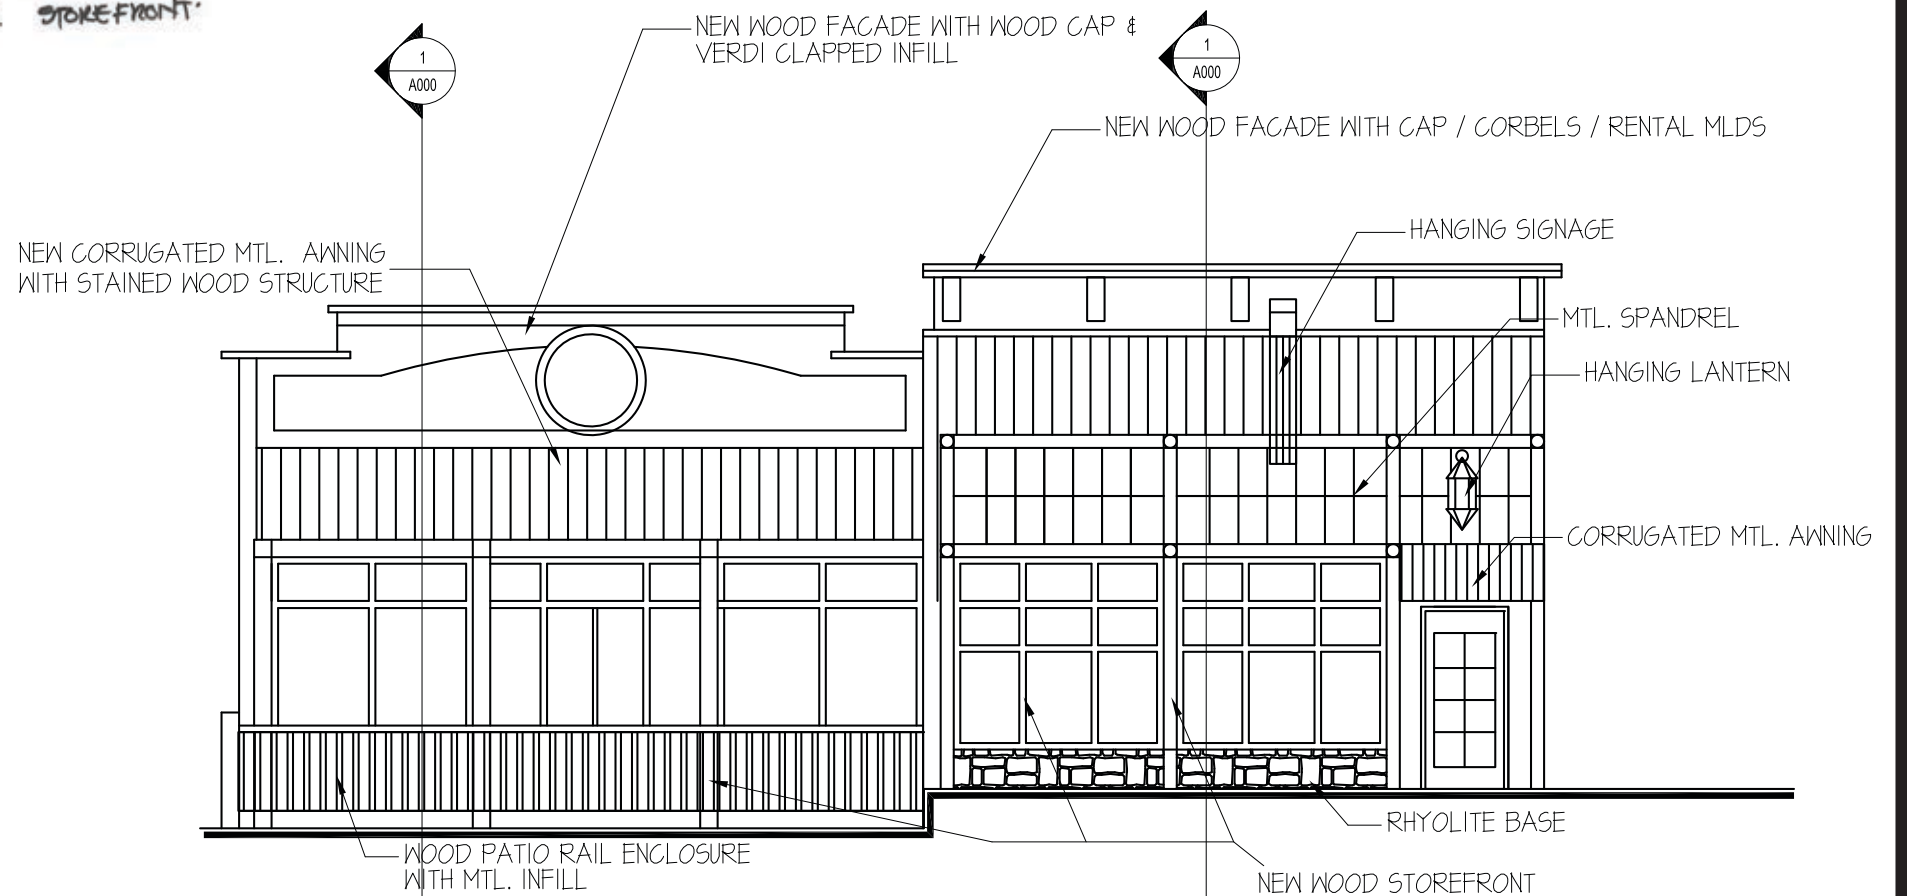 STOREFRONT.
NEW WOOD FACADE WITH WOOD CAP &
VERDI CLAPPED INFILL
1
A000
1
A000
NEW WOOD FACADE WITH CAP / CORBELS / RENTAL MLDS
HANGING SIGNAGE
NEW CORRUGATED MTL. AWNING
WITH STAINED WOOD STRUCTURE
MTL. SPANDREL
HANGING LANTERN
CORRUGATED MTL. AWNING
RHYOLITE BASE
WOOD PATIO RAIL ENCLOSURE
WITH MTL. INFILL
NEW WOOD STOREFRONT